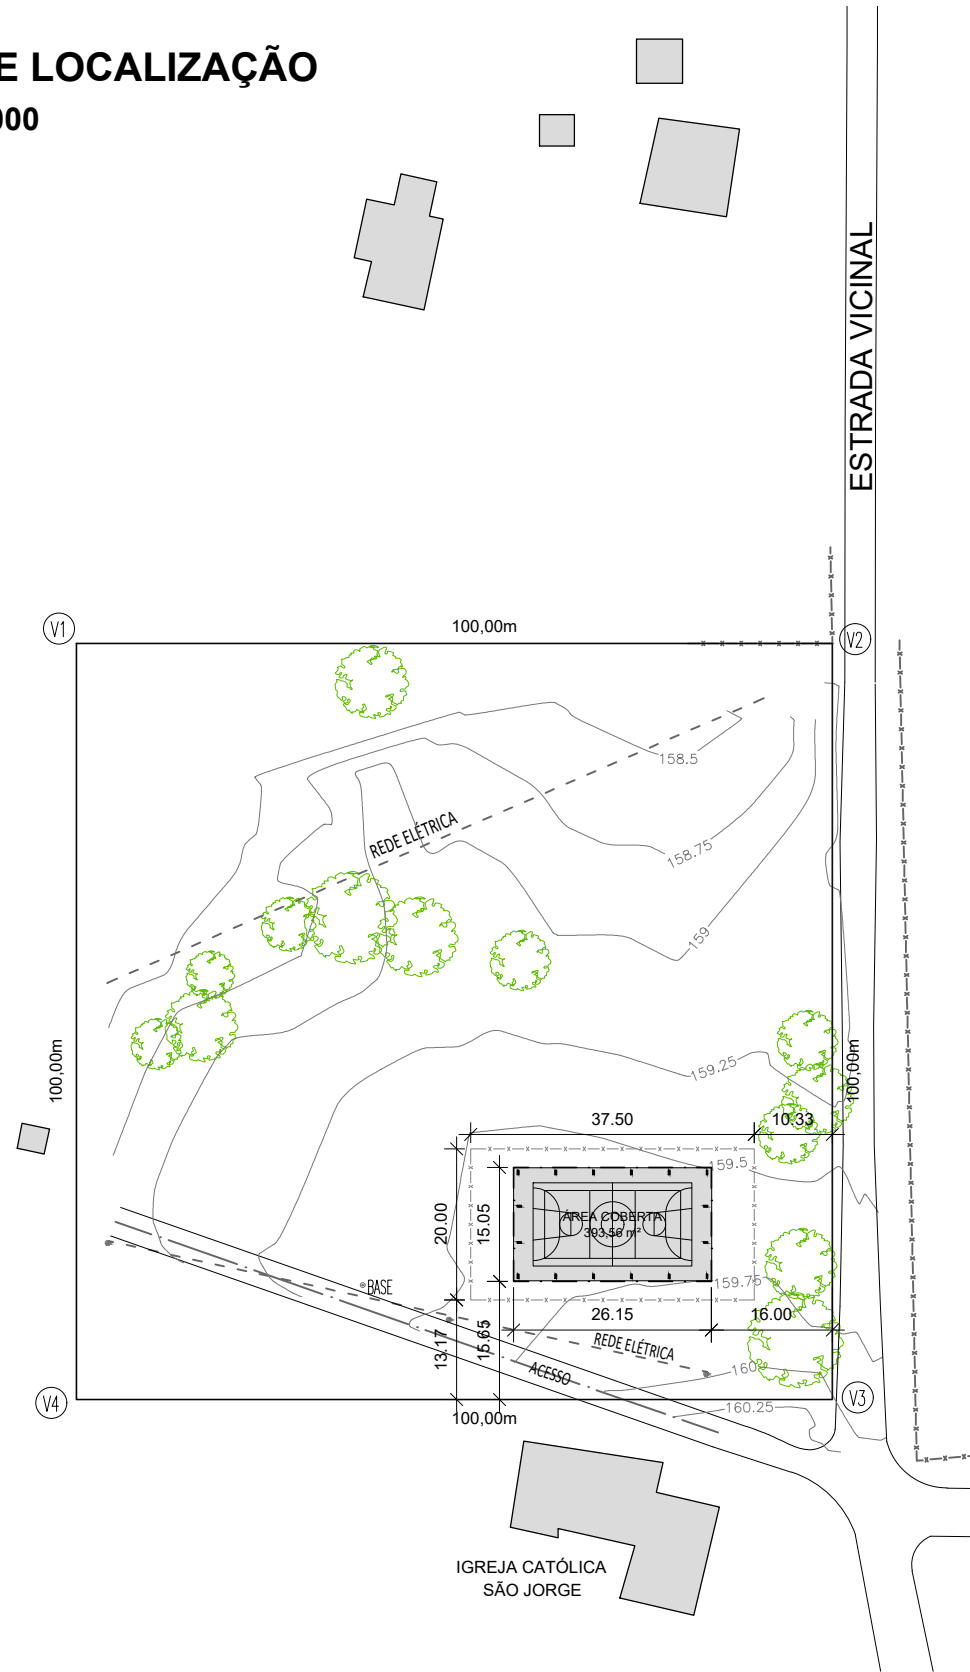 E LOCALIZAÇÃO
000
ESTRADA VICINAL
V1
100,00m
V2
158.5
REDE ELÉTRICA
158.75
159
100,00m
159.25
100,00m
37.50
10.33
159.5
20.00
15.05
ÁREA COBERTA
393,56 m²
BASE
159.75
26.15
16.00
13.17
15.65
REDE ELÉTRICA
ACESSO
160
V4
160.25
V3
100,00m
IGREJA CATÓLICA
SÃO JORGE